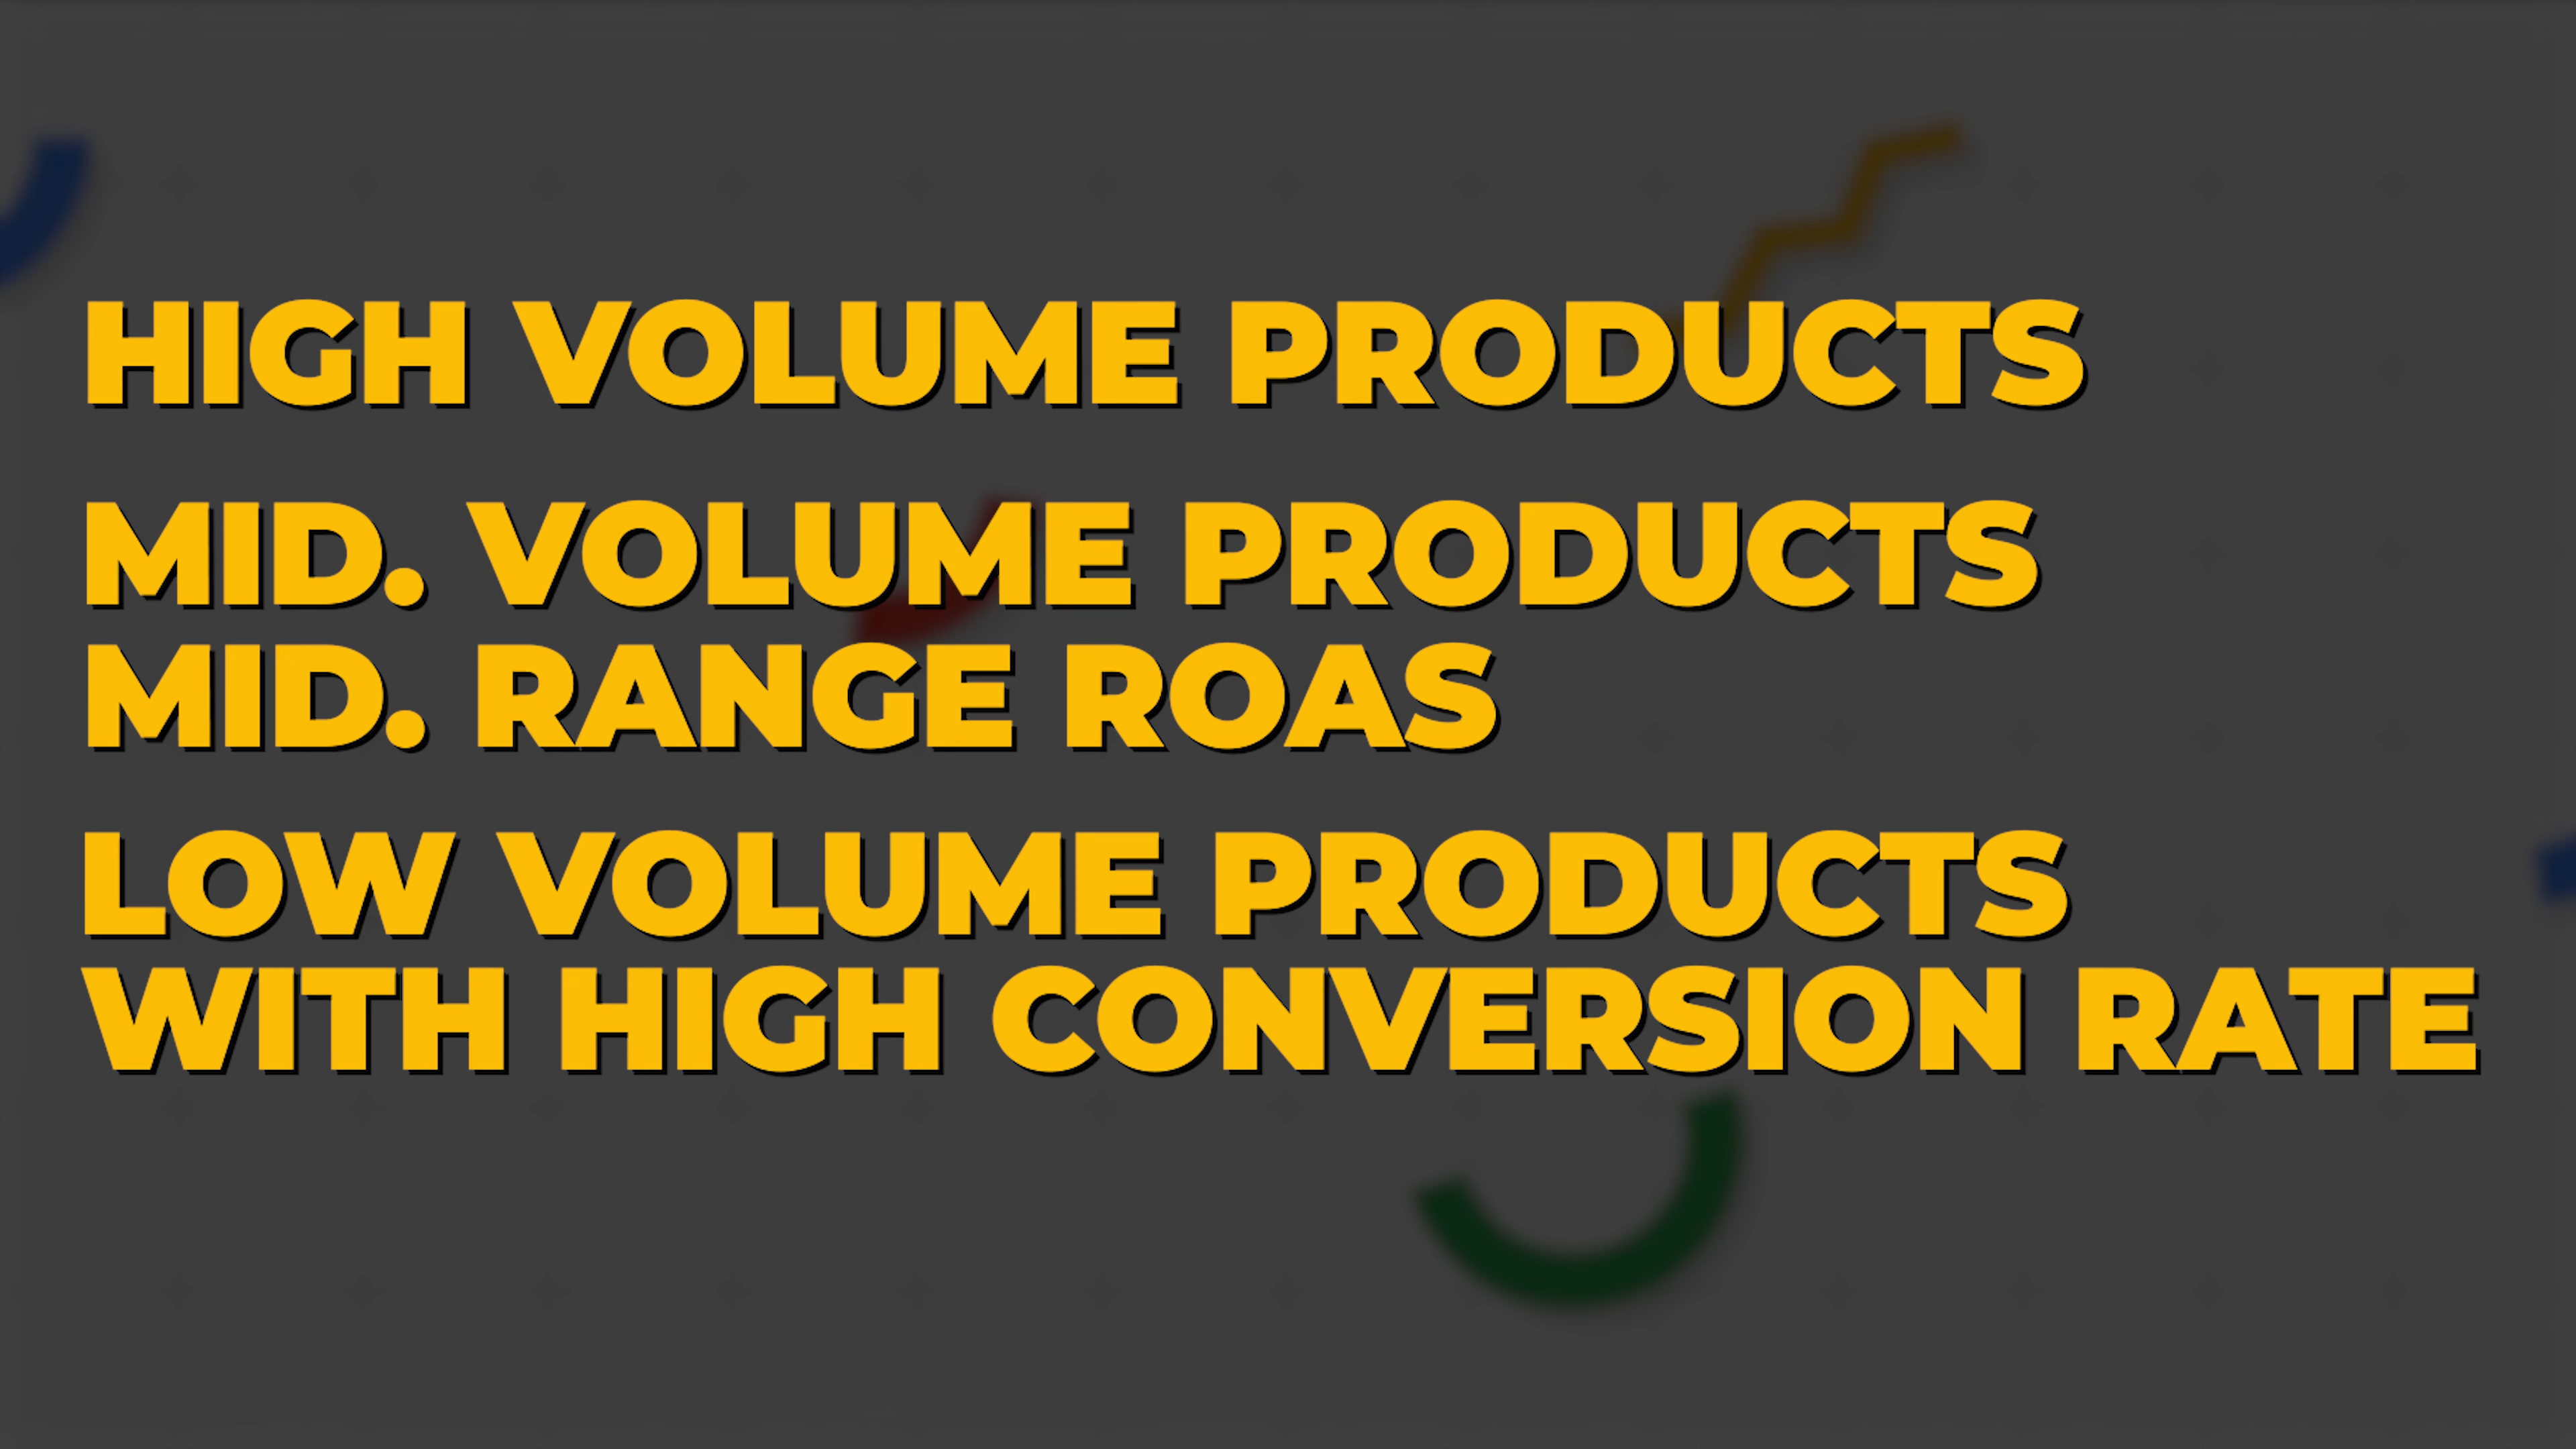 HIGH VOLUME PRODUCTS
MID. VOLUME PRODUCTS
MID. RANGE ROAS
LOW VOLUME PRODUCTS
WITH HIGH CONVERSION RATE